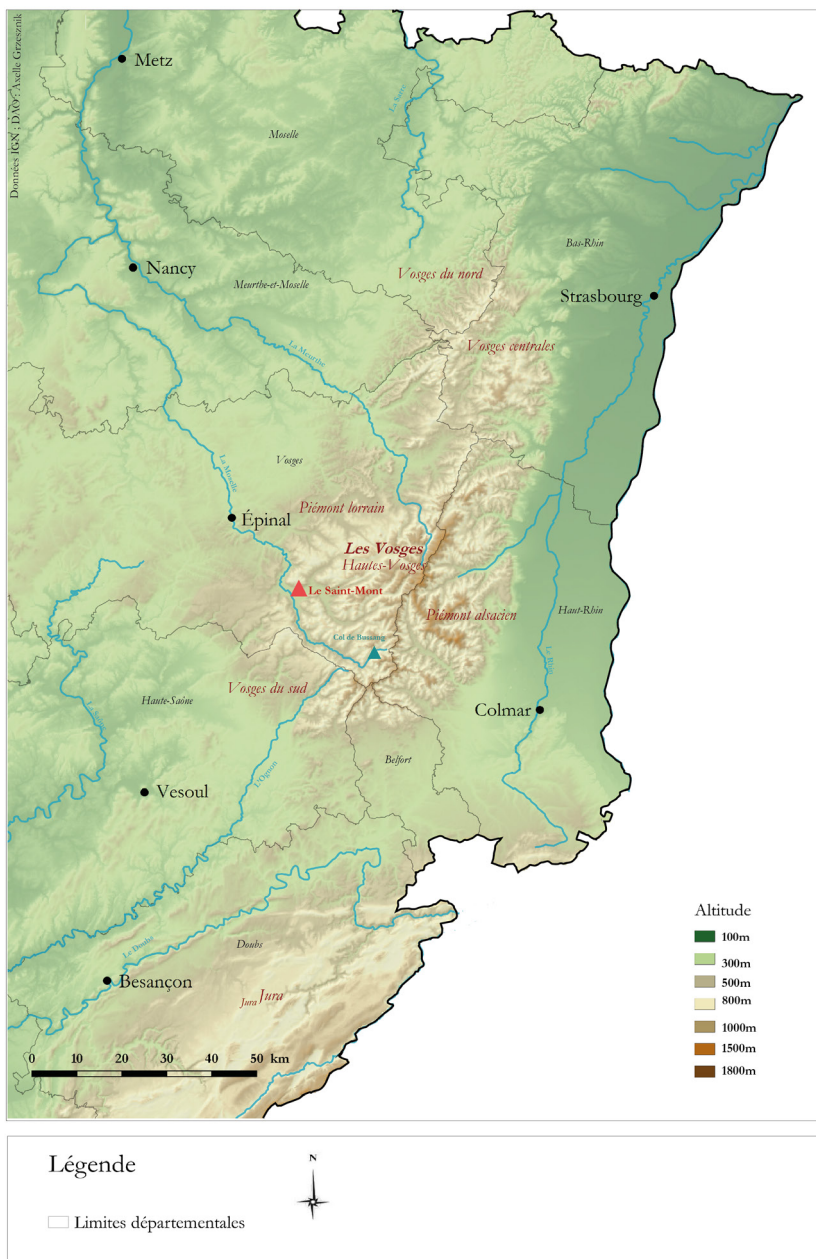 Données IGN ; DAO : Axelle Grzesznik
Metz
La Sarre
Moselle
Bas-Rhin
Nancy
Vosges du nord
Meurthe-et-Moselle
Strasbourg
La Meurthe
Vosges centrales
Vosges
La Moselle
Piémont lorrain
Épinal
Les Vosges
Hautes-Vosges
Le Saint-Mont
Haut-Rhin
Piémont alsacien
Col de Bussang
Vosges du sud
Haute-Saône
Colmar
Belfort
L'Ognon
Vesoul
Altitude
100m
300m
500m
800m
1000m
1500m
1800m
Le Doubs
Doubs
Besançon
Jura Jura
0 10 20 30 40 50 km
Légende
N
Limites départementales